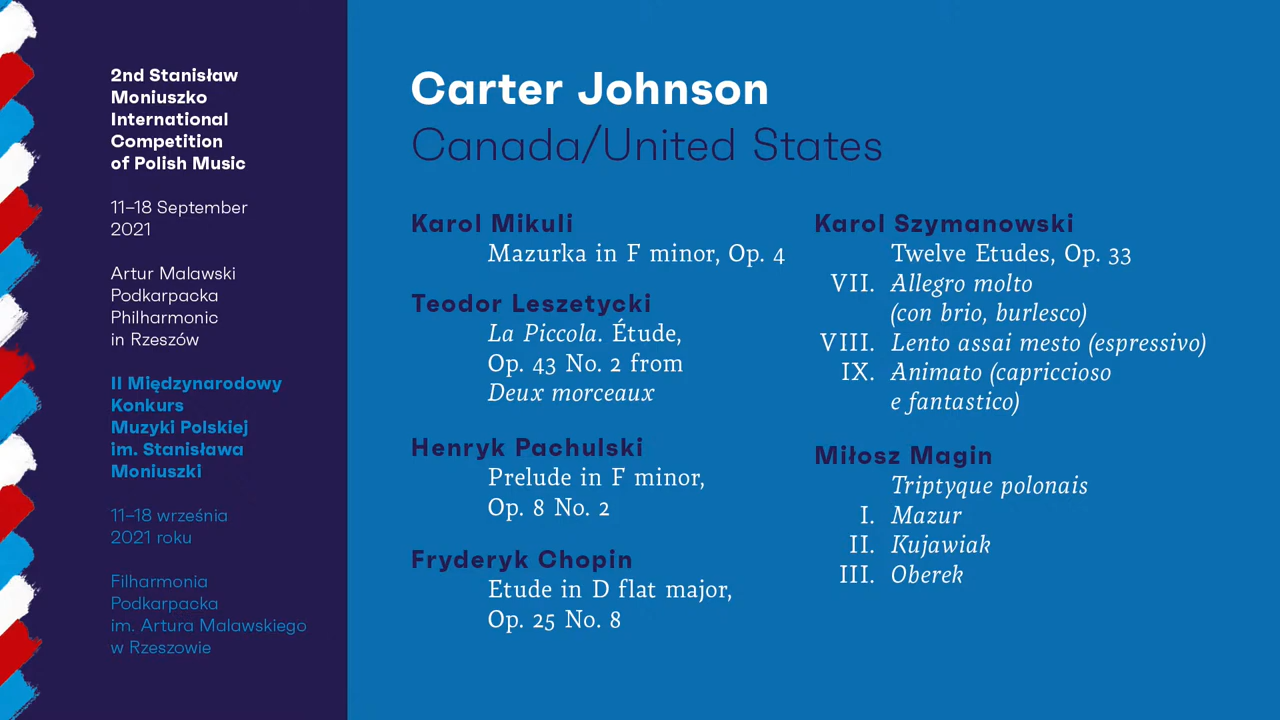 2nd Stanisław
Moniuszko
International
Competition
of Polish Music
11–18 September
2021
Artur Malawski
Podkarpacka
Philharmonic
in Rzeszów
II Międzynarodowy
Konkurs
Muzyki Polskiej
im. Stanisława
Moniuszki
11–18 września
2021 roku
Filharmonia
Podkarpacka
im. Artura Malawskiego
w Rzeszowie
Carter Johnson
Canada/United States
Karol Mikuli
Mazurka in F minor, Op. 4
Teodor Leszetycki
La Piccola. Étude,
Op. 43 No. 2 from
Deux morceaux
Henryk Pachulski
Prelude in F minor,
Op. 8 No. 2
Fryderyk Chopin
Etude in D flat major,
Op. 25 No. 8
Karol Szymanowski
Twelve Etudes, Op. 33
VII. Allegro molto
(con brio, burlesco)
VIII. Lento assai mesto (espressivo)
IX. Animato (capriccioso
e fantastico)
Miłosz Magin
Triptyque polonais
I. Mazur
II. Kujawiak
III. Oberek